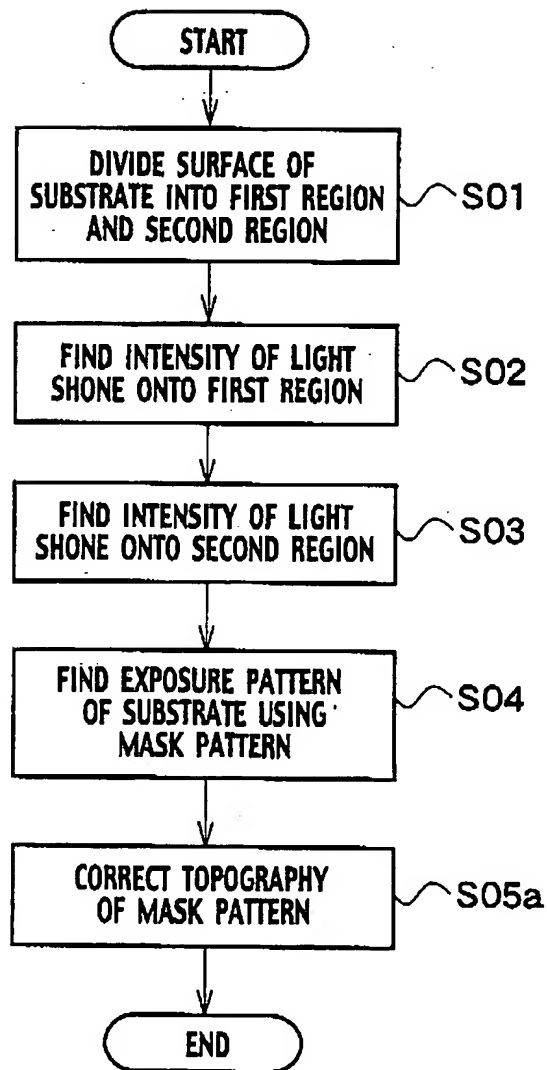 START
DIVIDE SURFACE OF
SUBSTRATE INTO FIRST REGION
AND SECOND REGION
S01
FIND INTENSITY OF LIGHT
SHONE ONTO FIRST REGION
S02
FIND INTENSITY OF LIGHT
SHONE ONTO SECOND REGION
S03
FIND EXPOSURE PATTERN
OF SUBSTRATE USING
MASK PATTERN
S04
CORRECT TOPOGRAPHY
OF MASK PATTERN
S05a
END